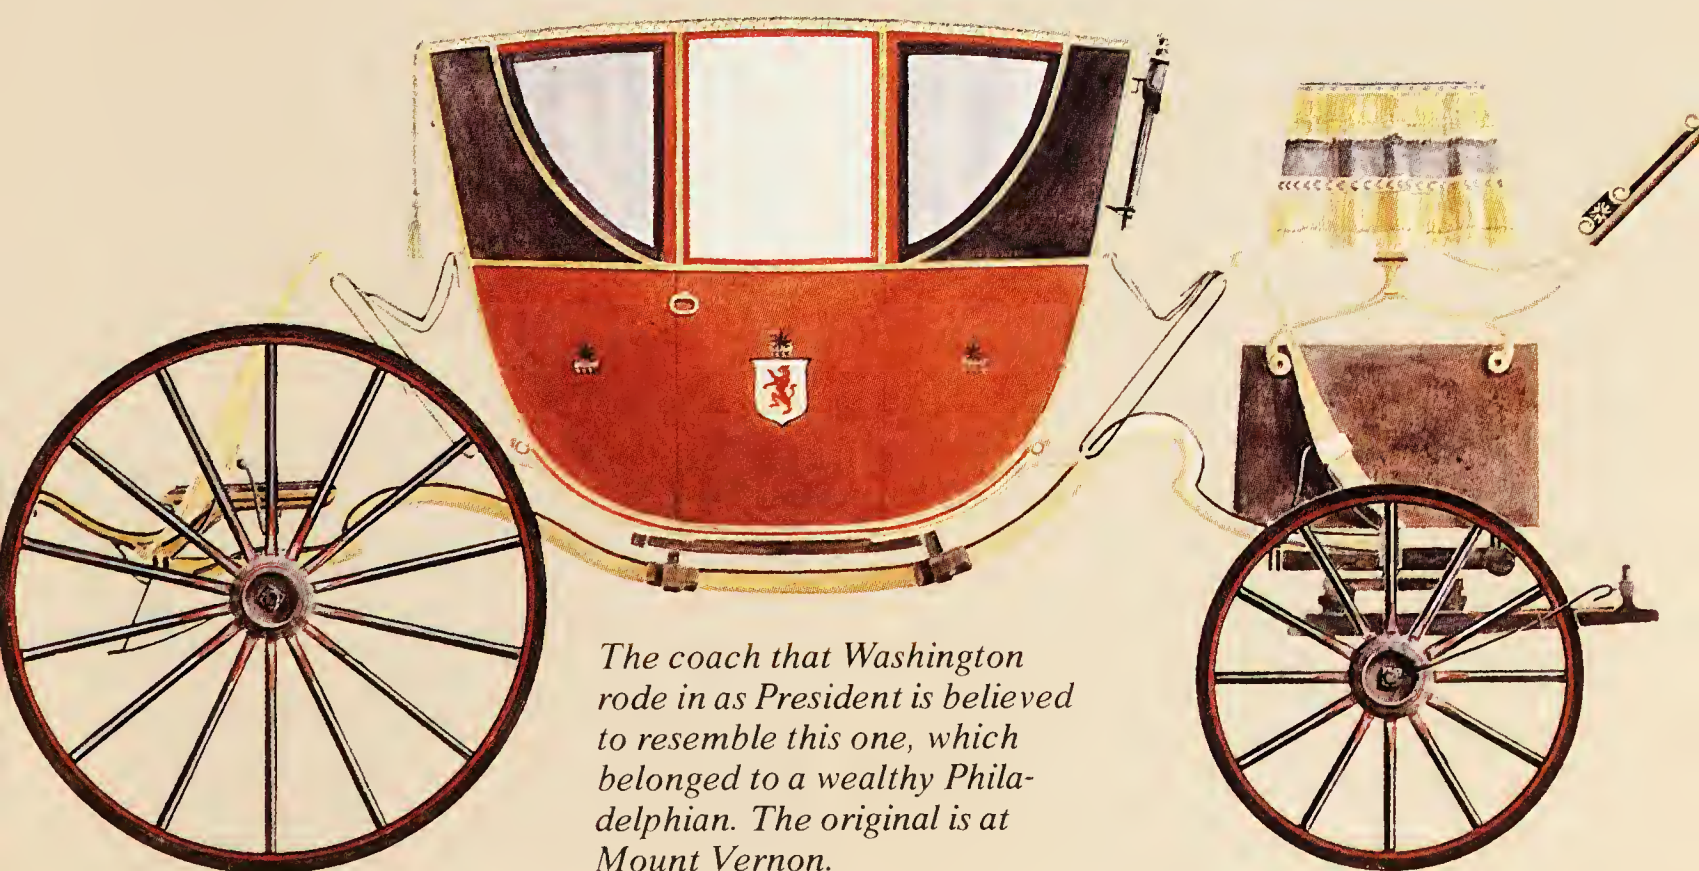 The coach that Washington
rode in as President is believed
to resemble this one, which
belonged to a wealthy Phila-
delphian. The original is at
Mount Vernon.